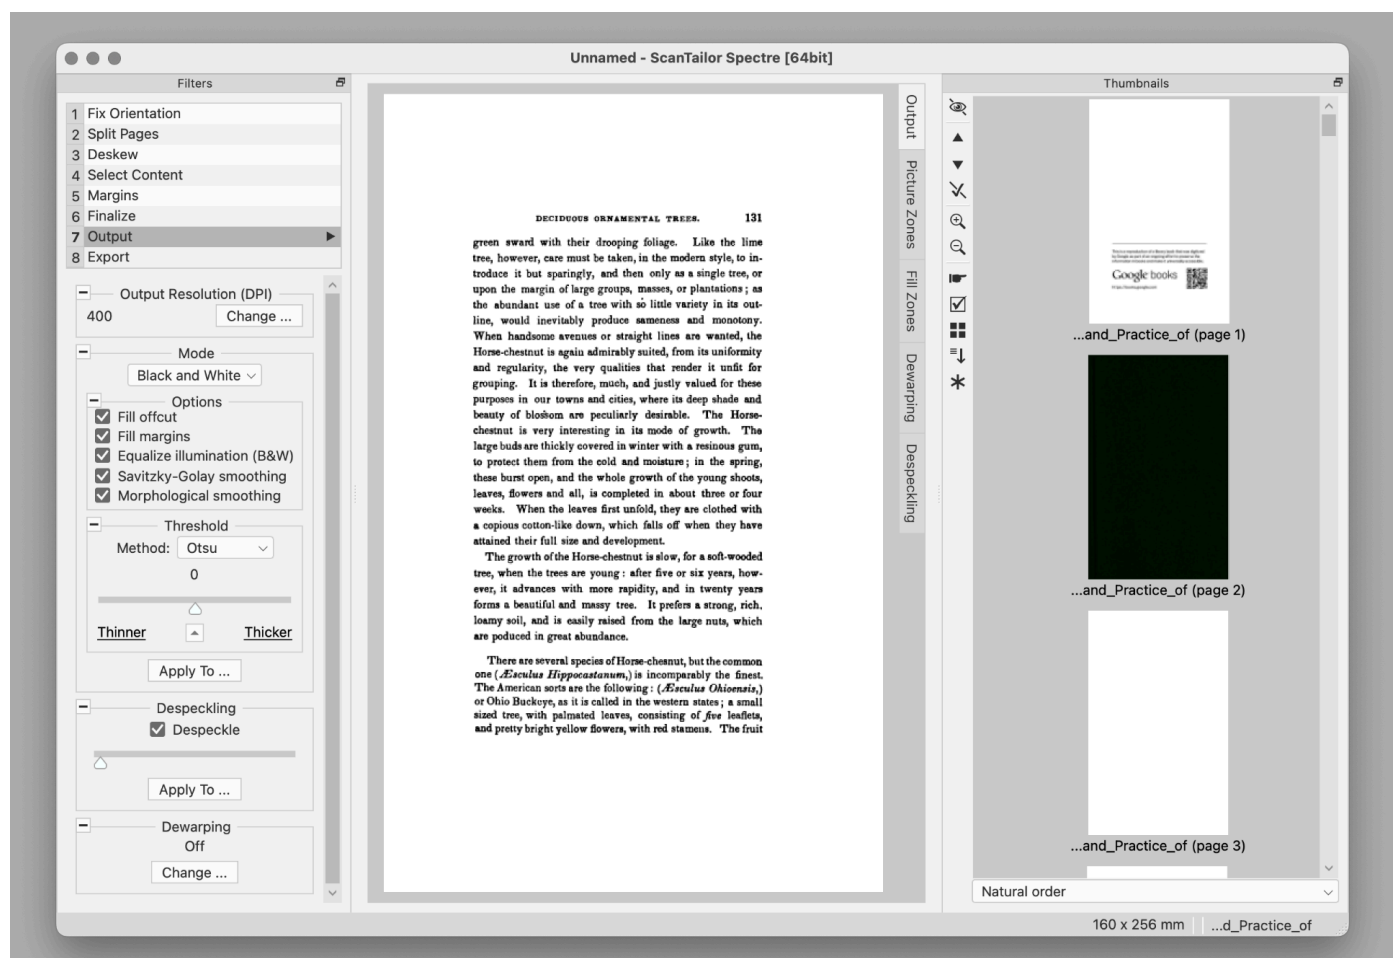 Unnamed - ScanTailor Spectre [64bit]
Filters
1 Fix Orientation
2 Split Pages
3 Deskew
4 Select Content
5 Margins
6 Finalize
7 Output
8 Export
Output Resolution (DPI)
400 Change ...
Mode
Black and White
Options
Fill offcut
Fill margins
Equalize illumination (B&W)
Savitzky-Golay smoothing
Morphological smoothing
Threshold
Method: Otsu
0
Thinner Thicker
Apply To ...
Despeckling
Despeckle
Apply To ...
Dewarping
Off
Change ...
DECIDUOUS ORNAMENTAL TREES. 131
green sward with their drooping foliage. Like the lime
tree, however, care must be taken, in the modern style, to in-
troduce it but sparingly, and then only as a single tree, or
upon the margin of large groups, masses, or plantations ; as
the abundant use of a tree with so little variety in its out-
line, would inevitably produce sameness and monotony.
When handsome avenues or straight lines are wanted, the
Horse-chestnut is again admirably suited, from its uniformity
and regularity, the very qualities that render it unfit for
grouping. It is therefore, much, and justly valued for these
purposes in our towns and cities, where its deep shade and
beauty of blossom are peculiarly desirable. The Horse-
chestnut is very interesting in its mode of growth. The
large buds are thickly covered in winter with a resinous gum,
to protect them from the cold and moisture ; in the spring,
these burst open, and the whole growth of the young shoots,
leaves, flowers and all, is completed in about three or four
weeks. When the leaves first unfold, they are clothed with
a copious cotton-like down, which falls off when they have
attained their full size and development.
The growth of the Horse-chestnut is slow, for a soft-wooded
tree, when the trees are young : after five or six years, how-
ever, it advances with more rapidity, and in twenty years
forms a beautiful and massy tree. It prefers a strong, rich,
loamy soil, and is easily raised from the large nuts, which
are poduced in great abundance.
There are several species of Horse-chesnut, but the common
one (Æsculus Hippocastanum,) is incomparably the finest.
The American sorts are the following : (Æsculus Ohioensis,)
or Ohio Buckeye, as it is called in the western states ; a small
sized tree, with palmated leaves, consisting of five leaflets,
and pretty bright yellow flowers, with red stamens. The fruit
Output
Picture Zones
Fill Zones
Dewarping
Despeckling
Thumbnails
Google books
...and_Practice_of (page 1)
...and_Practice_of (page 2)
...and_Practice_of (page 3)
Natural order
160 x 256 mm ...d_Practice_of